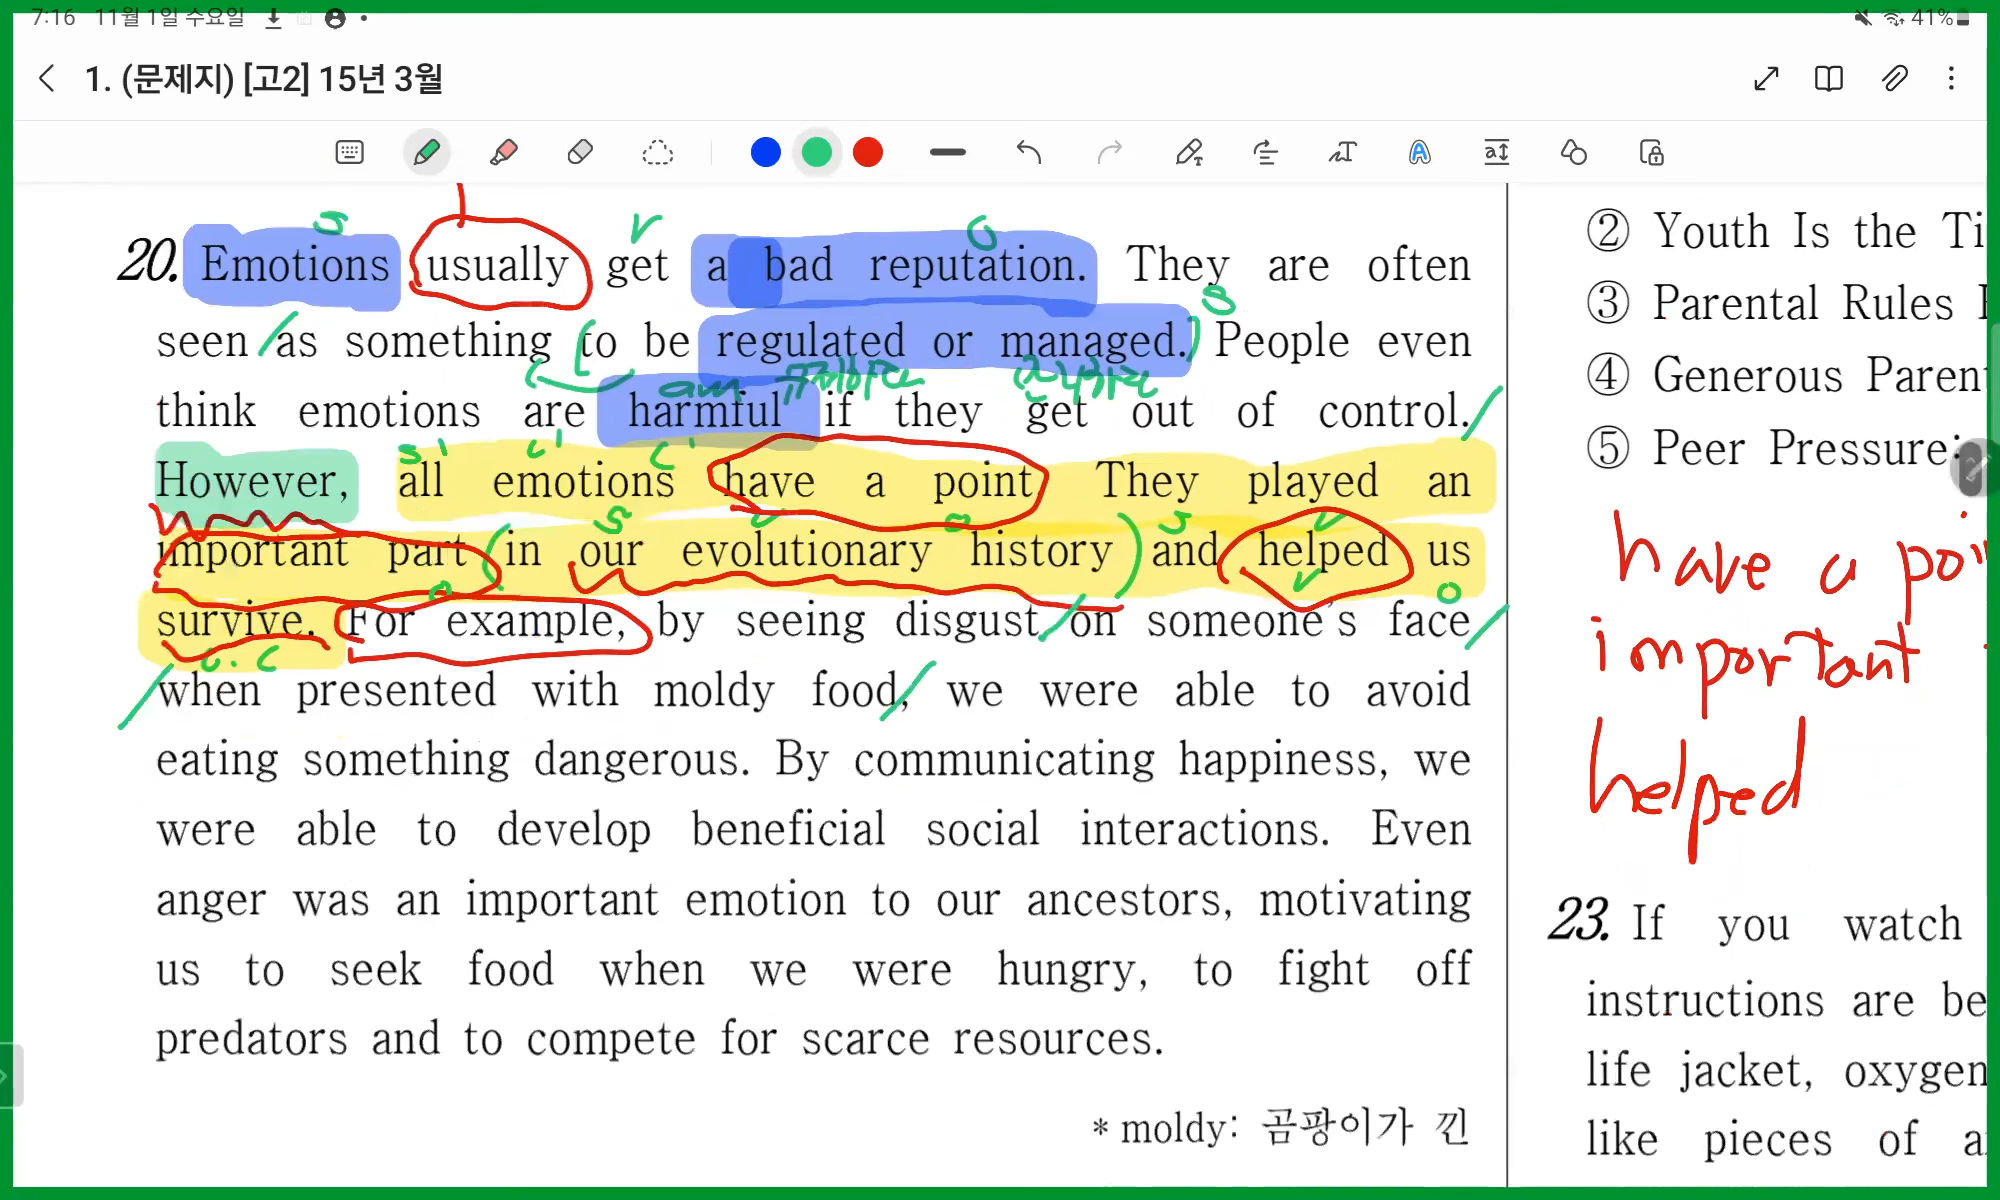 7:16 11월 1일 수요일
41%
1. (문제지) [고2] 15년 3월
20. Emotions usually get a bad reputation. They are often
seen as something to be regulated or managed. People even
think emotions are harmful if they get out of control.
However, all emotions have a point. They played an
important part in our evolutionary history and helped us
survive. For example, by seeing disgust on someone's face
when presented with moldy food, we were able to avoid
eating something dangerous. By communicating happiness, we
were able to develop beneficial social interactions. Even
anger was an important emotion to our ancestors, motivating
us to seek food when we were hungry, to fight off
predators and to compete for scarce resources.
* moldy: 곰팡이가 낀
② Youth Is the Ti
③ Parental Rules
④ Generous Paren
⑤ Peer Pressure:
have a poi
important
helped
23. If you watch
instructions are be
life jacket, oxygen
like pieces of a